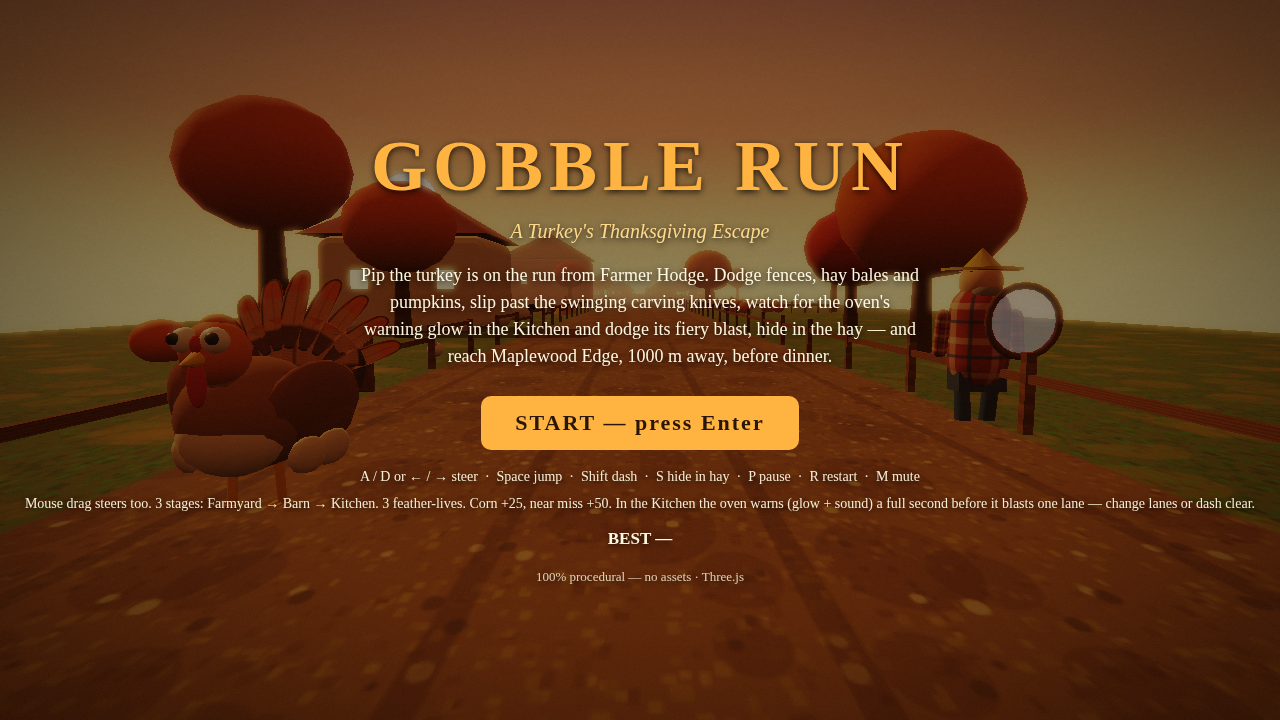 GOBBLE RUN
A Turkey's Thanksgiving Escape
Pip the turkey is on the run from Farmer Hodge. Dodge fences, hay bales and
pumpkins, slip past the swinging carving knives, watch for the oven's
warning glow in the Kitchen and dodge its fiery blast, hide in the hay — and
reach Maplewood Edge, 1000 m away, before dinner.
START — press Enter
A / D or ← / → steer · Space jump · Shift dash · S hide in hay · P pause · R restart · M mute
Mouse drag steers too. 3 stages: Farmyard → Barn → Kitchen. 3 feather-lives. Corn +25, near miss +50. In the Kitchen the oven warns (glow + sound) a full second before it blasts one lane — change lanes or dash clear.
BEST —
100% procedural — no assets · Three.js